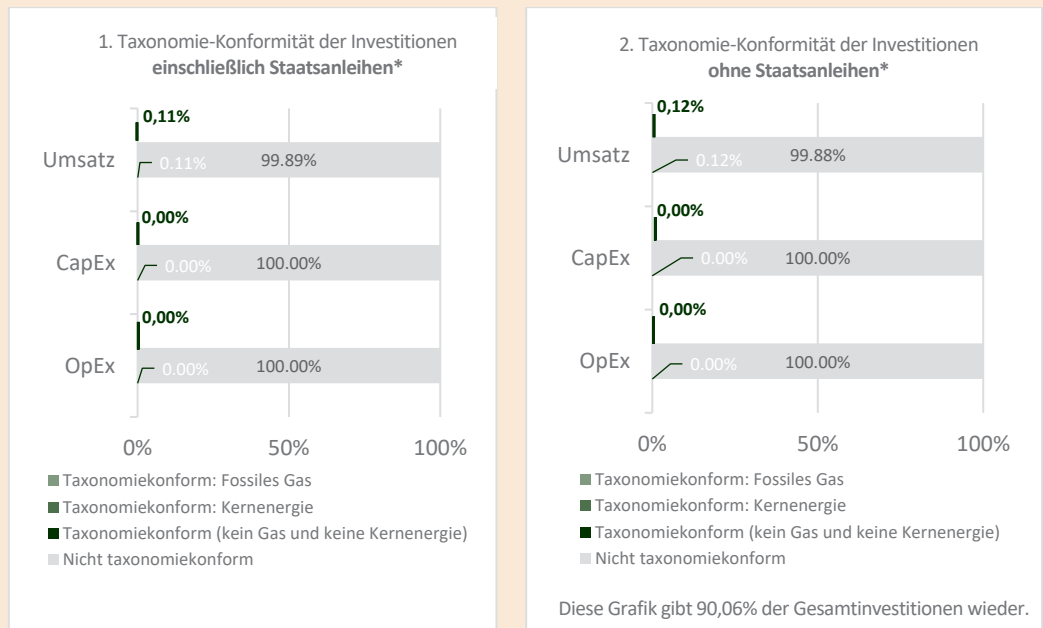 1. Taxonomie-Konformität der Investitionen
einschließlich Staatsanleihen*
0,11%
Umsatz
0.11%
99.89%
0,00%
CapEx
0.00%
100.00%
0,00%
OpEx
0.00%
100.00%
0%
50%
100%
Taxonomiekonform: Fossiles Gas
Taxonomiekonform: Kernenergie
Taxonomiekonform (kein Gas und keine Kernenergie)
Nicht taxonomiekonform
2. Taxonomie-Konformität der Investitionen
ohne Staatsanleihen*
0,12%
Umsatz
0.12%
99.88%
0,00%
CapEx
0.00%
100.00%
0,00%
OpEx
0.00%
100.00%
0%
50%
100%
Taxonomiekonform: Fossiles Gas
Taxonomiekonform: Kernenergie
Taxonomiekonform (kein Gas und keine Kernenergie)
Nicht taxonomiekonform
Diese Grafik gibt 90,06% der Gesamtinvestitionen wieder.